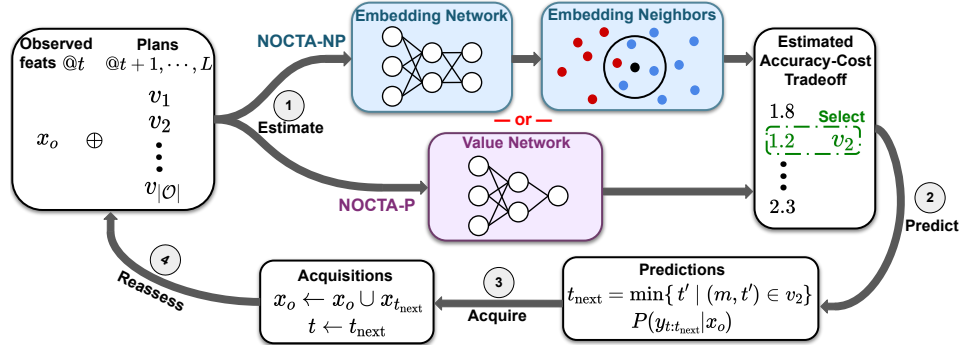 Observed feats @t
Plans @t + 1, · · · , L
x_o ⊕
v_1
v_2
v_{|𝒪|}
1
Estimate
NOCTA-NP
Embedding Network
Embedding Neighbors
— or —
NOCTA-P
Value Network
Estimated
Accuracy-Cost
Tradeoff
1.8
Select
1.2 v_2
2.3
2
Predict
Predictions
t_next = min{ t′ | (m, t′) ∈ v_2}
P(y_{t:t_next}|x_o)
3
Acquire
Acquisitions
x_o ← x_o ∪ x_{t_next}
t ← t_next
4
Reassess